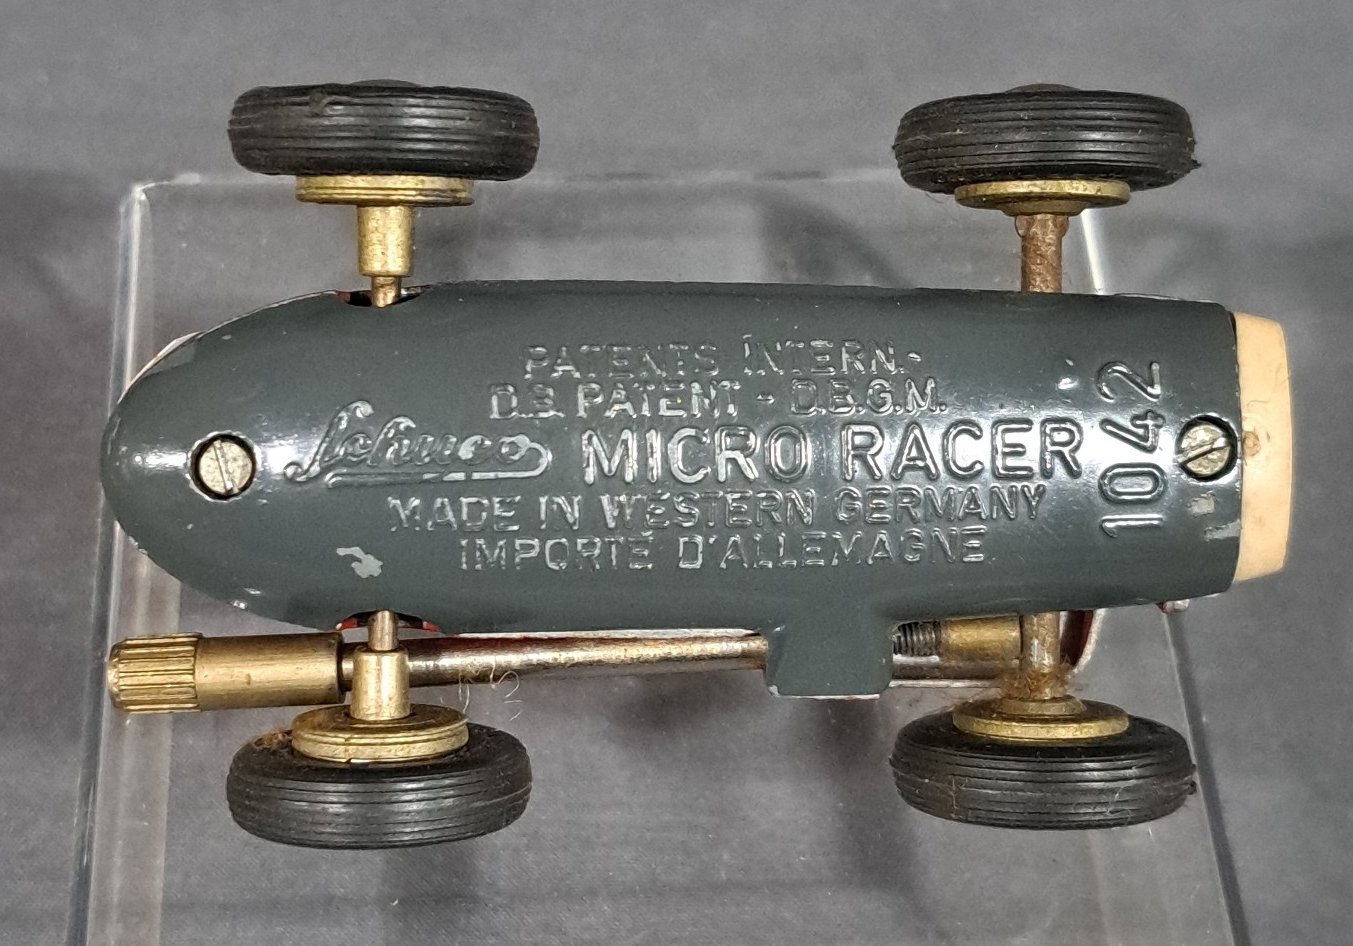 PATENTS INTERN.-
D.B. PATENT - D.B.G.M.
Schuco MICRO RACER
MADE IN WESTERN GERMANY
IMPORTÉ D'ALLEMAGNE
1042